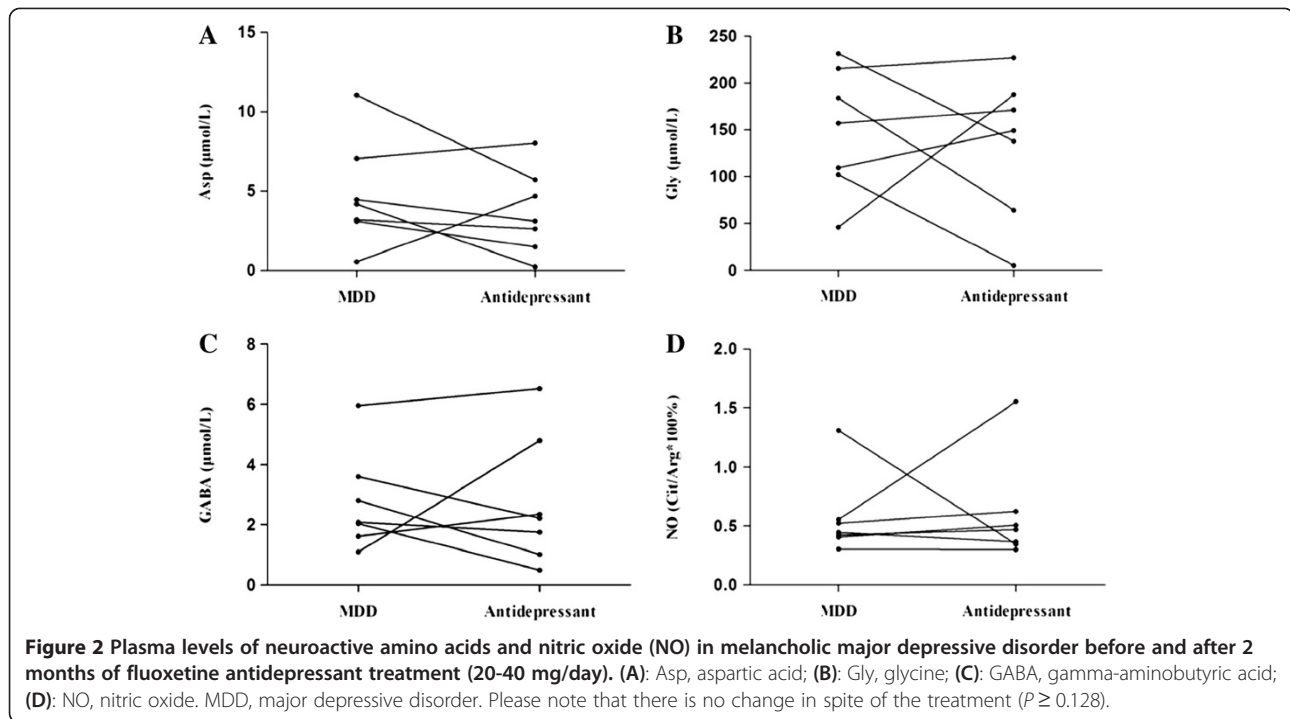 A
15
10
5
0
Asp (μmol/L)
MDD
Antidepressant
B
250
200
150
100
50
0
Gly (μmol/L)
MDD
Antidepressant
C
8
6
4
2
0
GABA (μmol/L)
MDD
Antidepressant
D
2.0
1.5
1.0
0.5
0.0
NO (Cit/Arg*100%)
MDD
Antidepressant
Figure 2 Plasma levels of neuroactive amino acids and nitric oxide (NO) in melancholic major depressive disorder before and after 2
months of fluoxetine antidepressant treatment (20-40 mg/day). (A): Asp, aspartic acid; (B): Gly, glycine; (C): GABA, gamma-aminobutyric acid;
(D): NO, nitric oxide. MDD, major depressive disorder. Please note that there is no change in spite of the treatment (P ≥ 0.128).